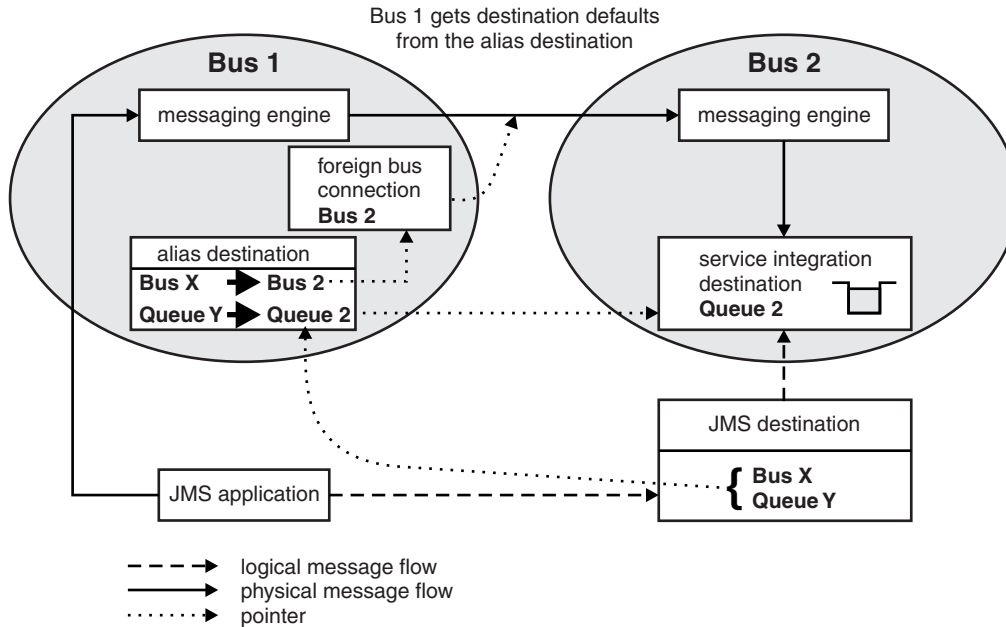 Bus 1 gets destination defaults
from the alias destination
Bus 1
Bus 2
messaging engine
messaging engine
foreign bus
connection
Bus 2
alias destination
Bus X Bus 2
Queue Y Queue 2
service integration
destination
Queue 2
JMS destination
Bus X
Queue Y
JMS application
logical message flow
physical message flow
pointer